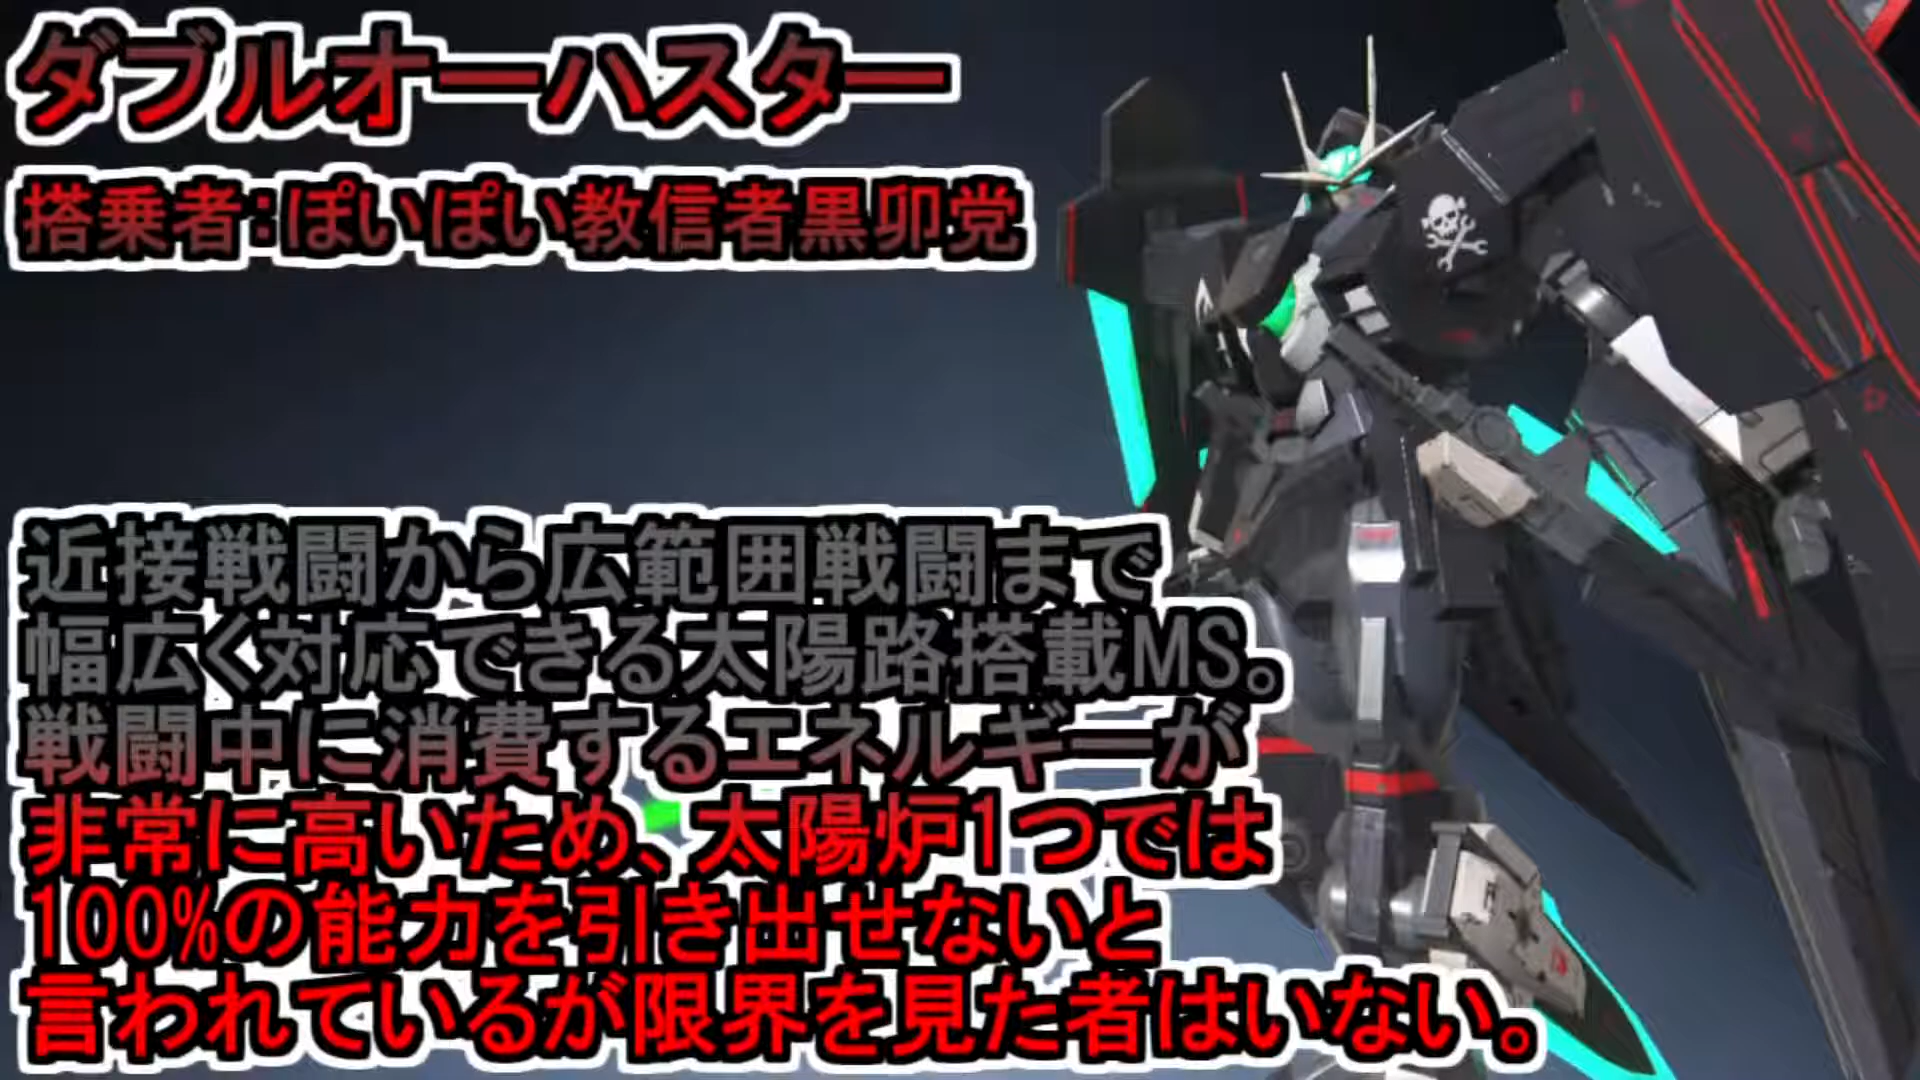 ダブルオーハスター
搭乗者:ぽいぽい教信者黒卯党
近接戦闘から広範囲戦闘まで
幅広く対応できる太陽路搭載MS。
戦闘中に消費するエネルギーが
非常に高いため、太陽炉1つでは
100%の能力を引き出せないと
言われているが限界を見た者はいない。